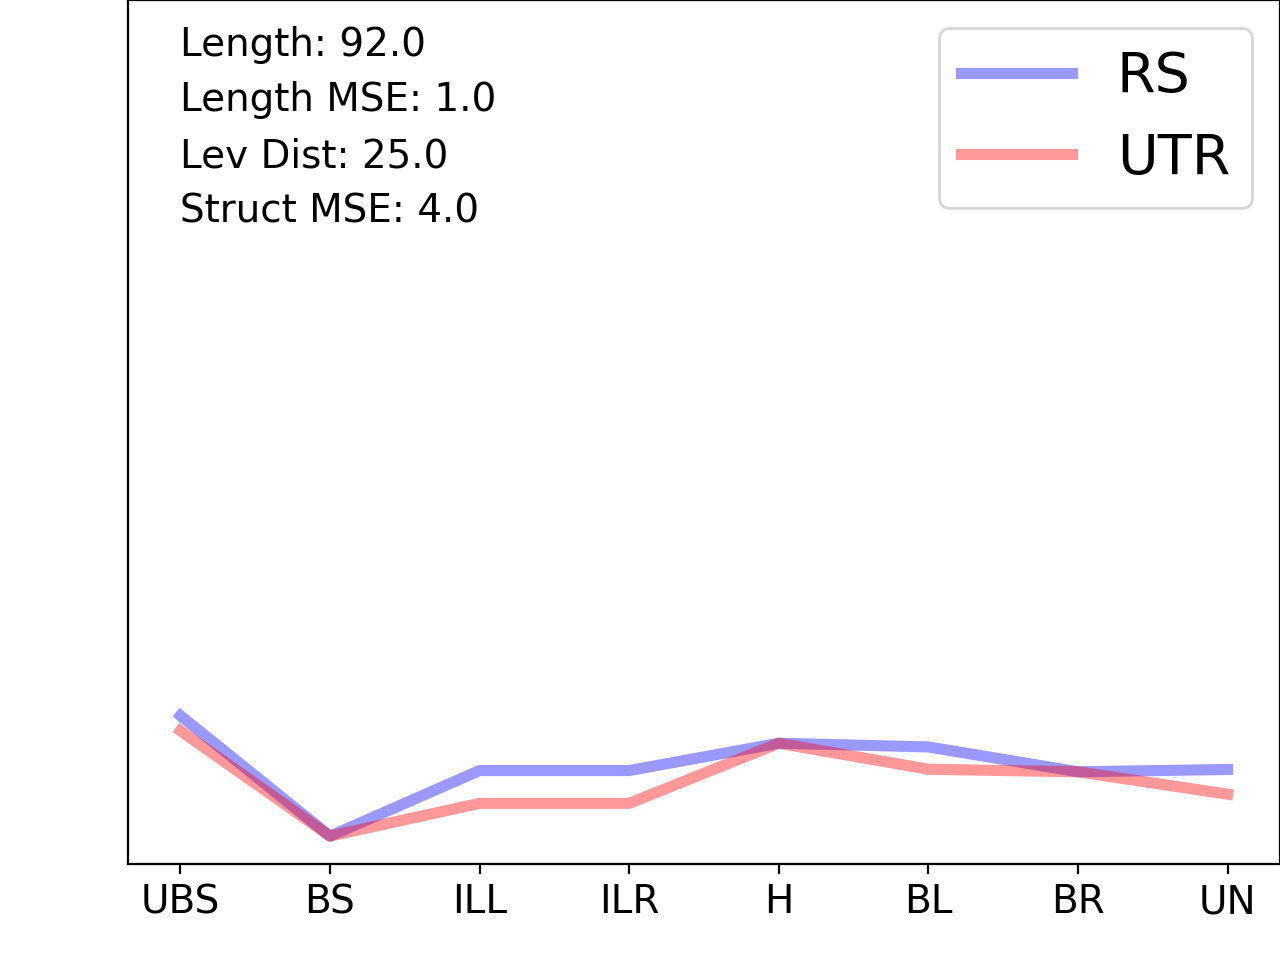 Length: 92.0
Length MSE: 1.0
Lev Dist: 25.0
Struct MSE: 4.0
RS
UTR
UBS BS ILL ILR H BL BR UN